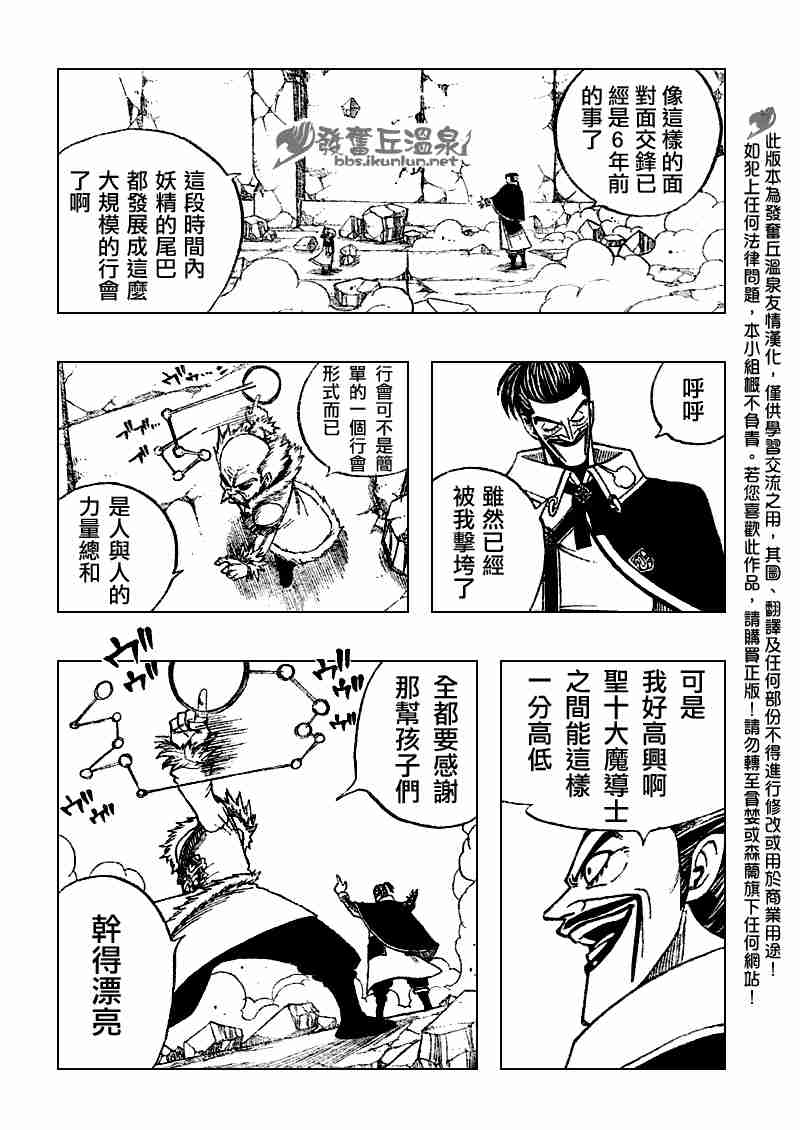 像這樣的面
對面交鋒已
經是6年前
的事了
這段時間內
妖精的尾巴
都發展成這麼
大規模的行會
了啊
發奮丘溫泉
bbs.ikunlun.net
呼呼
雖然已經
被我擊垮了
行會可不是簡
單的一個行會
形式而已
是人與人的
力量總和
ヴヴ
ヴヴ
可是
我好高興啊
聖十大魔導士
之間能這樣
一分高低
全都要感謝
那幫孩子們
幹得漂亮
ヴヴ
ヴヴ
此版本為發奮丘溫泉友情漢化，僅供學習交流之用，其圖、翻譯及任何部份不得進行修改或用於商業用途！
如犯上任何法律問題，本小組概不負責。若您喜歡此作品，請購買正版！請勿轉至貪婪或森蘭旗下任何網站！